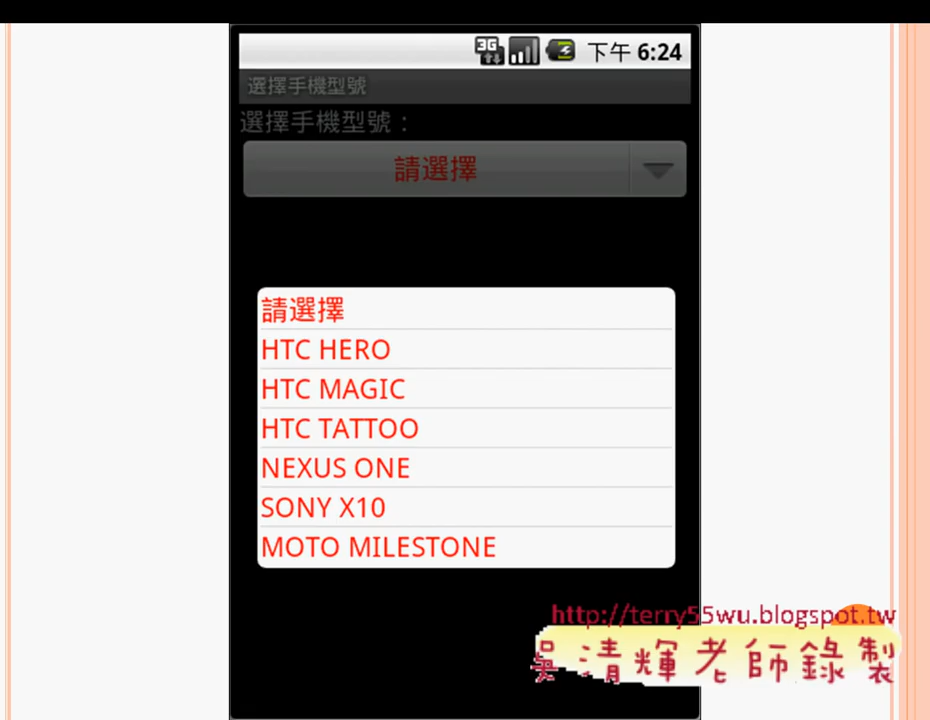 3G
下午 6:24
選擇手機型號
選擇手機型號：
請選擇
請選擇
HTC HERO
HTC MAGIC
HTC TATTOO
NEXUS ONE
SONY X10
MOTO MILESTONE
http://terry55wu.blogspot.tw
吳清輝老師錄製